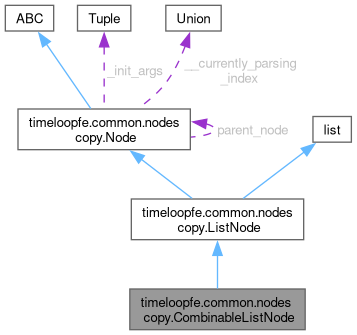 ABC
Tuple
Union
_init_args
__currently_parsing
_index
timeloopfe.common.nodes
copy.Node
parent_node
list
timeloopfe.common.nodes
copy.ListNode
timeloopfe.common.nodes
copy.CombinableListNode